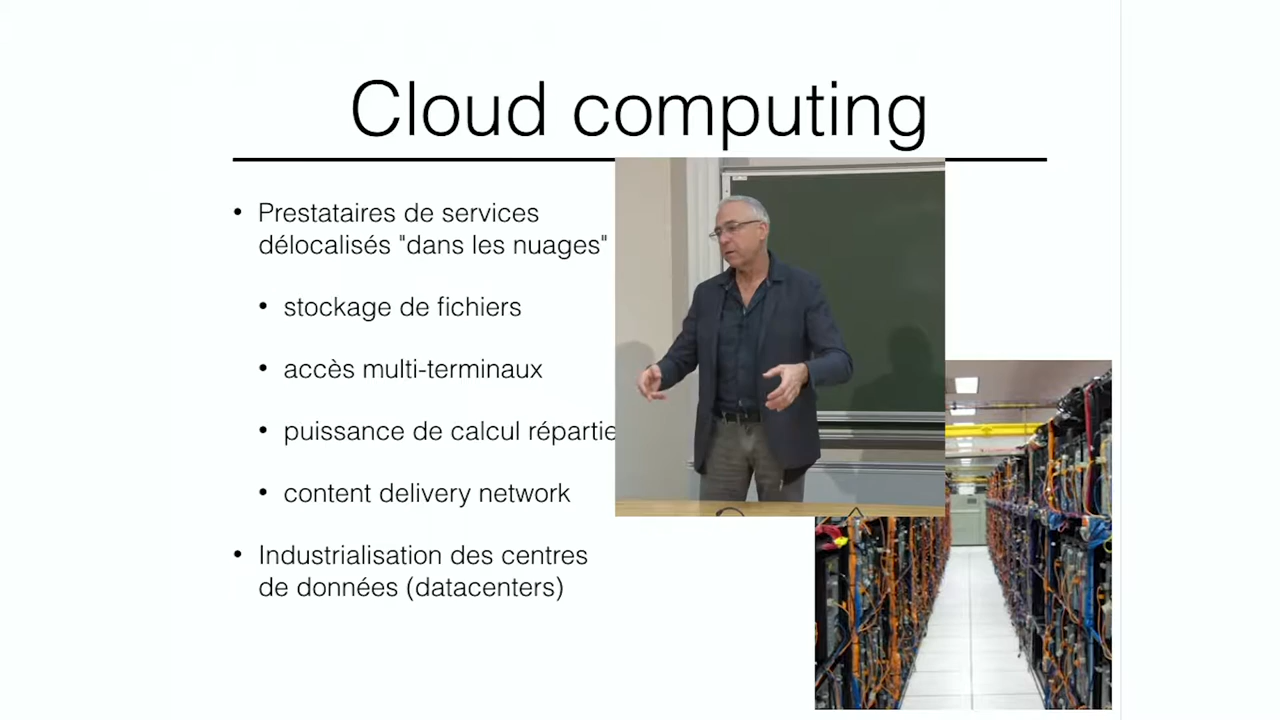 Cloud computing
• Prestataires de services
délocalisés "dans les nuages"
• stockage de fichiers
• accès multi-terminaux
• puissance de calcul répartie
• content delivery network
• Industrialisation des centres
de données (datacenters)